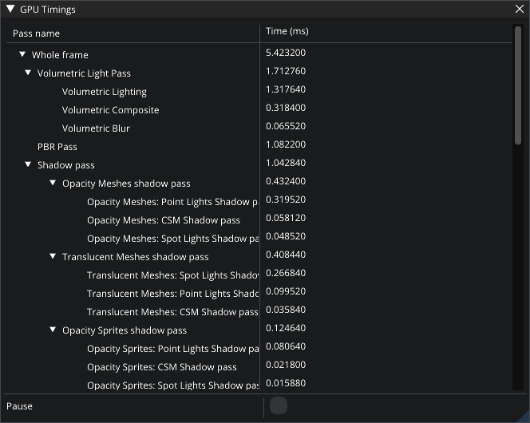 GPU Timings
Pass name Time (ms)
Whole frame 5.423200
Volumetric Light Pass 1.712760
Volumetric Lighting 1.317640
Volumetric Composite 0.318400
Volumetric Blur 0.065520
PBR Pass 1.082200
Shadow pass 1.042840
Opacity Meshes shadow pass 0.432400
Opacity Meshes: Point Lights Shadow p 0.319520
Opacity Meshes: CSM Shadow pass 0.058120
Opacity Meshes: Spot Lights Shadow pa 0.048520
Translucent Meshes shadow pass 0.408440
Translucent Meshes: Spot Lights Shado 0.266840
Translucent Meshes: Point Lights Shado 0.099520
Translucent Meshes: CSM Shadow pass 0.035840
Opacity Sprites shadow pass 0.124640
Opacity Sprites: Point Lights Shadow pa 0.080640
Opacity Sprites: CSM Shadow pass 0.021800
Opacity Sprites: Spot Lights Shadow pas 0.015880
Pause